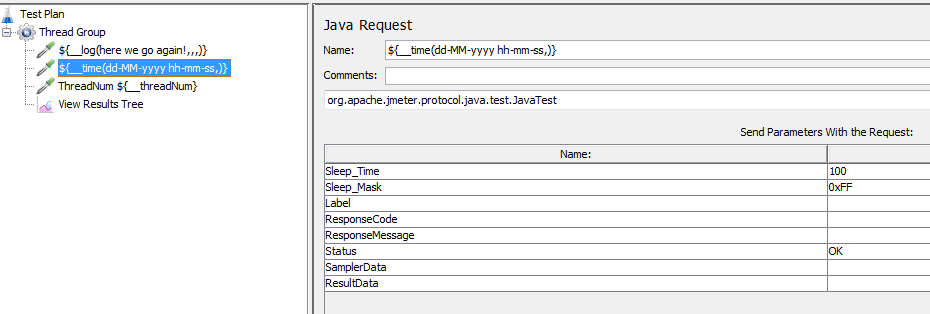 Test Plan
Thread Group
${__log(here we go again!,,,)}
${__time(dd-MM-yyyy hh-mm-ss,)}
ThreadNum ${__threadNum}
View Results Tree
Java Request
Name: ${__time(dd-MM-yyyy hh-mm-ss,)}
Comments:
org.apache.jmeter.protocol.java.test.JavaTest
Send Parameters With the Request:
Name:
Sleep_Time 100
Sleep_Mask 0xFF
Label
ResponseCode
ResponseMessage
Status OK
SamplerData
ResultData